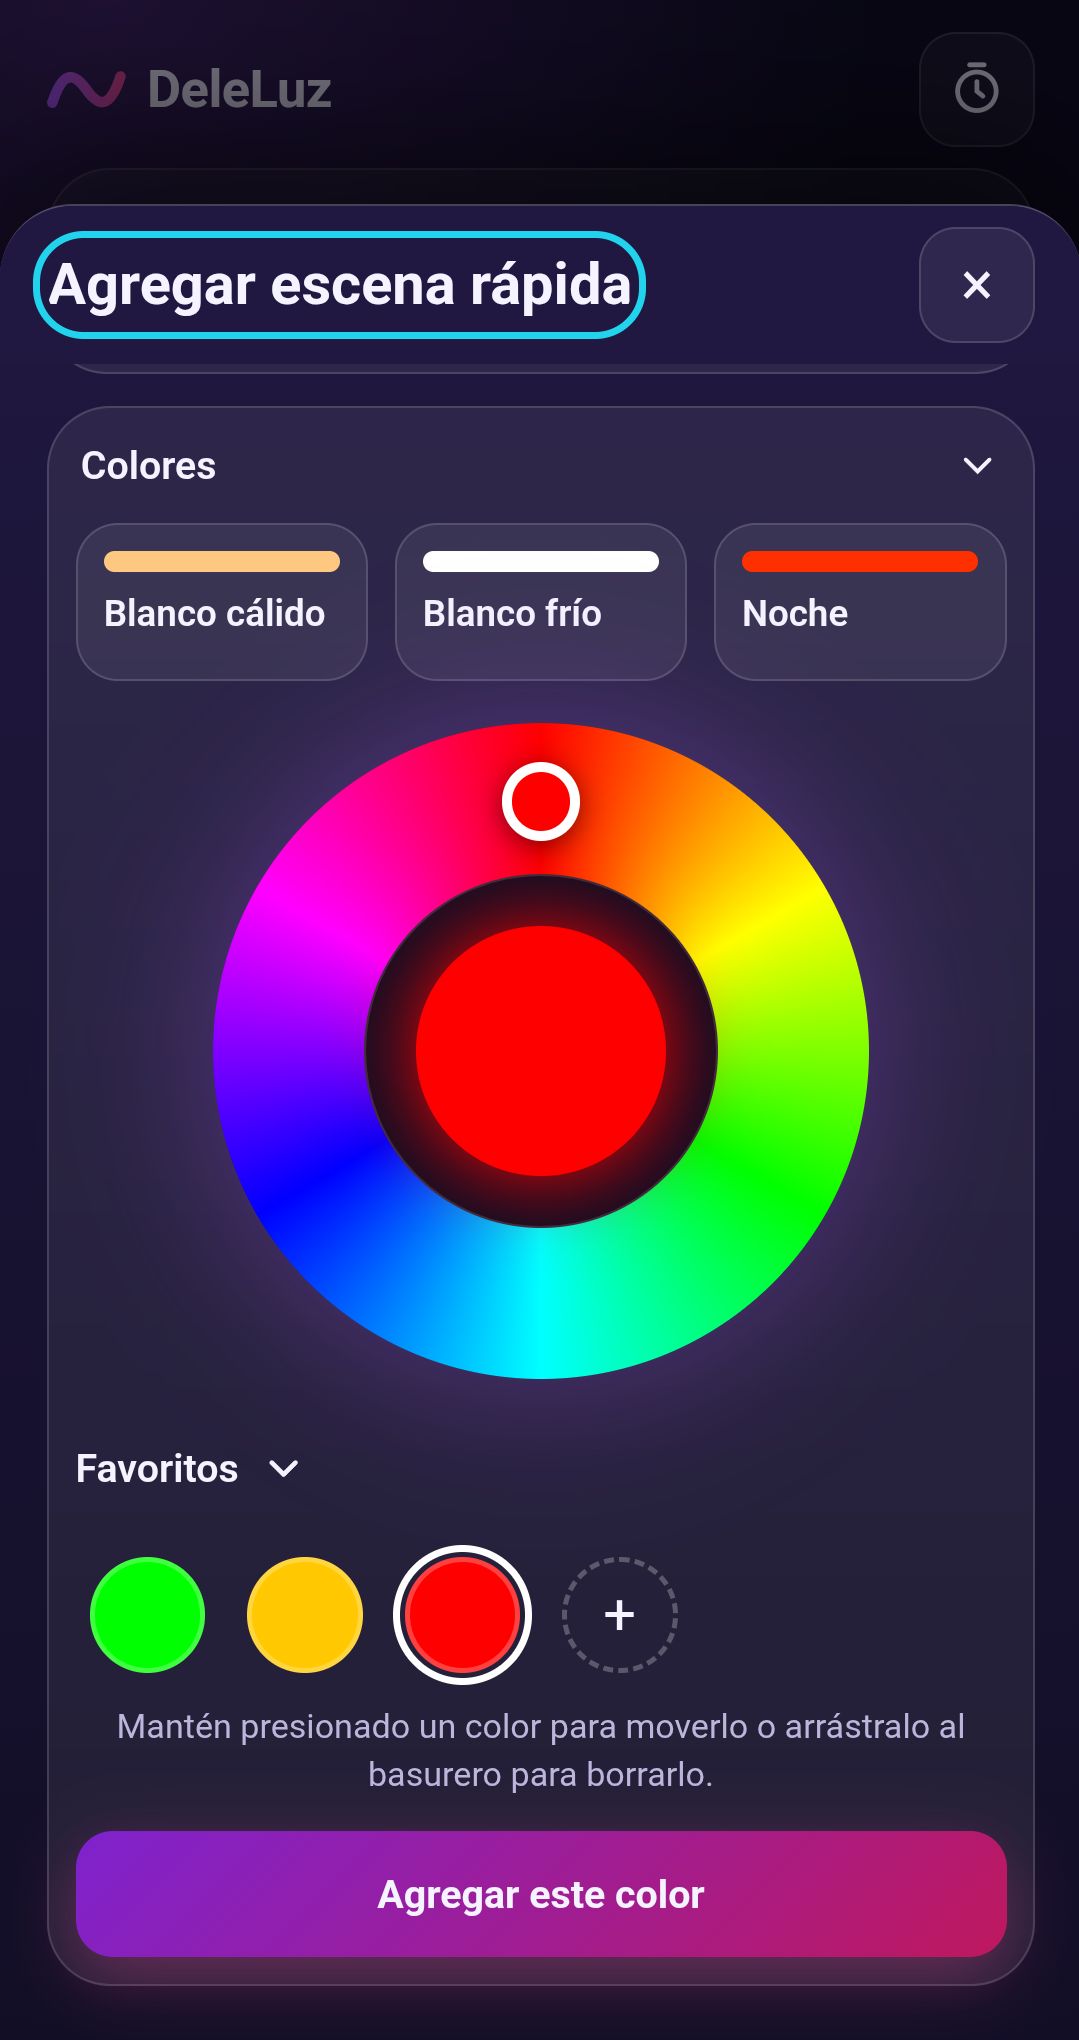 DeleLuz
Agregar escena rápida
Colores
Blanco cálido
Blanco frío
Noche
Favoritos
+
Mantén presionado un color para moverlo o arrástralo al
basurero para borrarlo.
Agregar este color